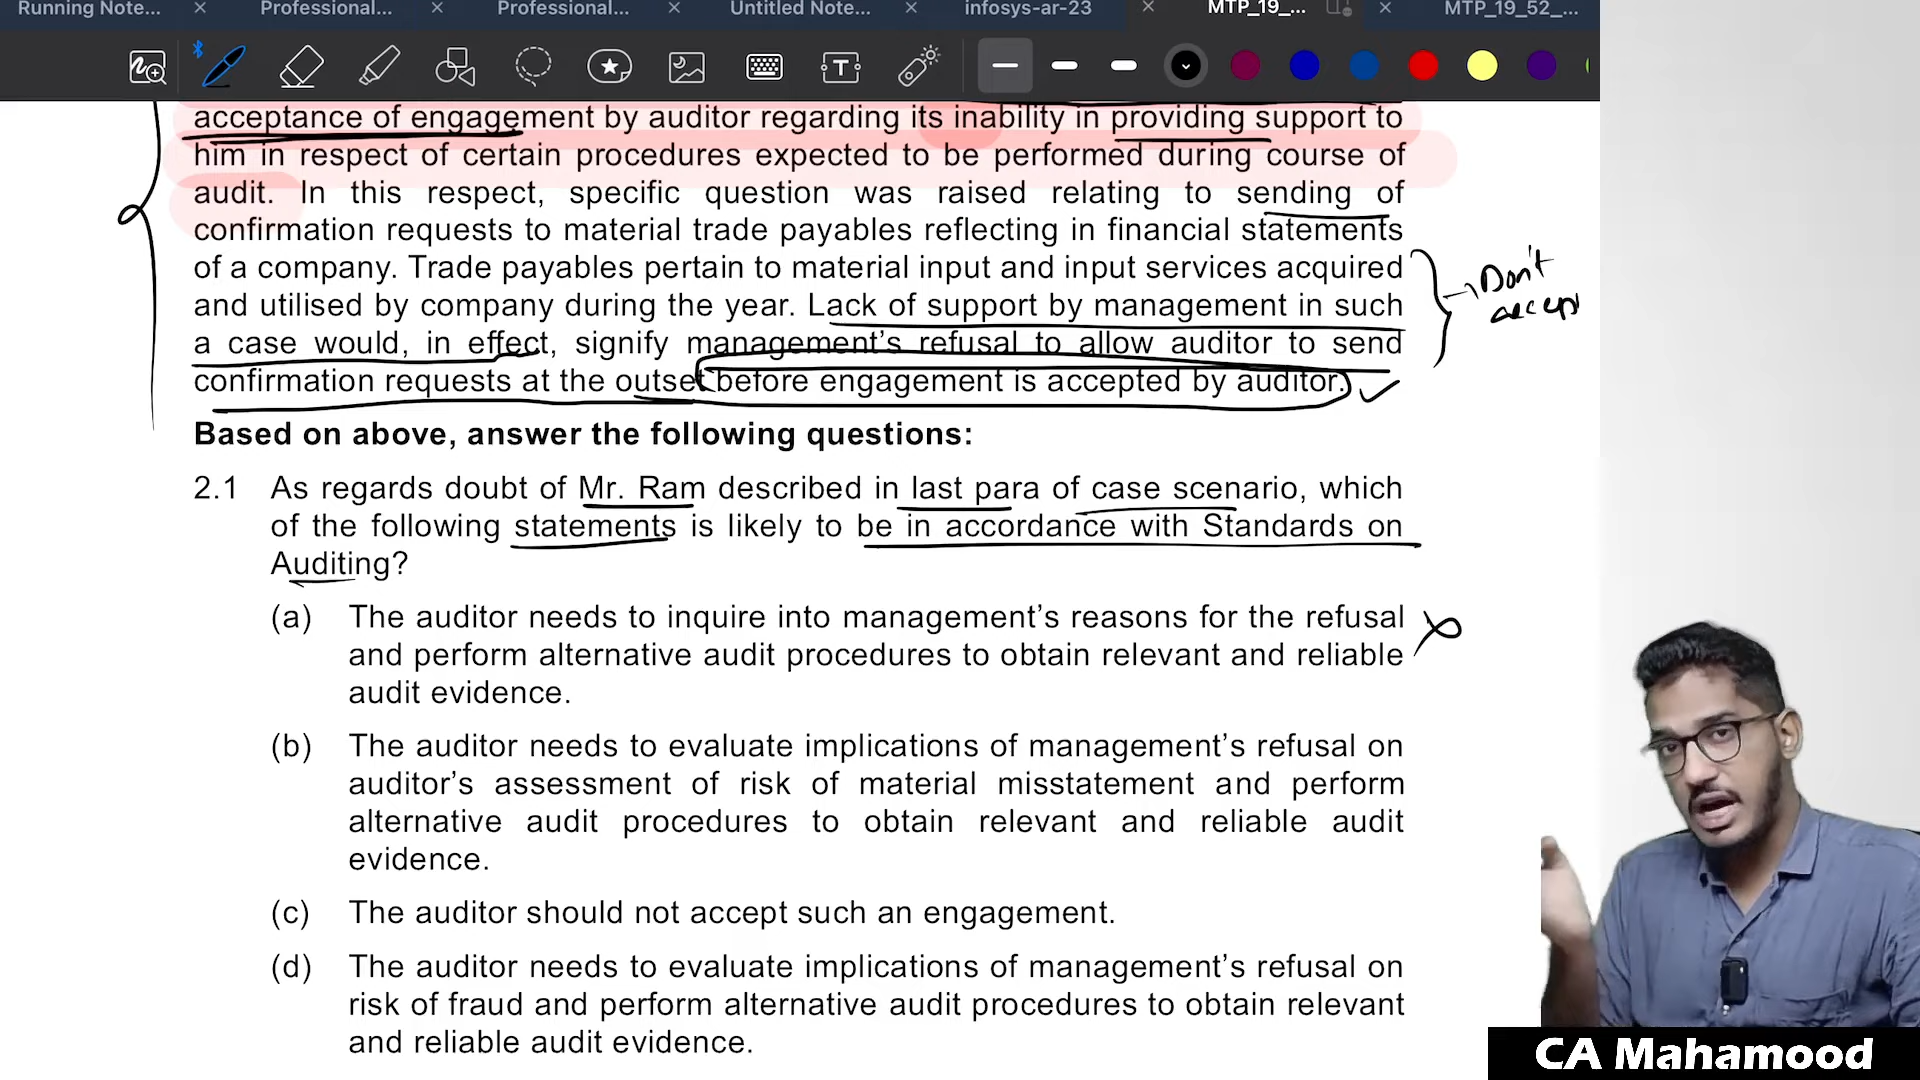 Running Note... × Professional... × Professional... × Untitled Note... × infosys-ar-23 × MTP_19_... × MTP_19_52_...
T
acceptance of engagement by auditor regarding its inability in providing support to
him in respect of certain procedures expected to be performed during course of
audit. In this respect, specific question was raised relating to sending of
confirmation requests to material trade payables reflecting in financial statements
of a company. Trade payables pertain to material input and input services acquired
and utilised by company during the year. Lack of support by management in such
a case would, in effect, signify management's refusal to allow auditor to send
confirmation requests at the outset before engagement is accepted by auditor.
Don't
accept
Based on above, answer the following questions:
2.1 As regards doubt of Mr. Ram described in last para of case scenario, which
of the following statements is likely to be in accordance with Standards on
Auditing?
(a) The auditor needs to inquire into management's reasons for the refusal
and perform alternative audit procedures to obtain relevant and reliable
audit evidence.
(b) The auditor needs to evaluate implications of management's refusal on
auditor's assessment of risk of material misstatement and perform
alternative audit procedures to obtain relevant and reliable audit
evidence.
(c) The auditor should not accept such an engagement.
(d) The auditor needs to evaluate implications of management's refusal on
risk of fraud and perform alternative audit procedures to obtain relevant
and reliable audit evidence.
CA Mahamood